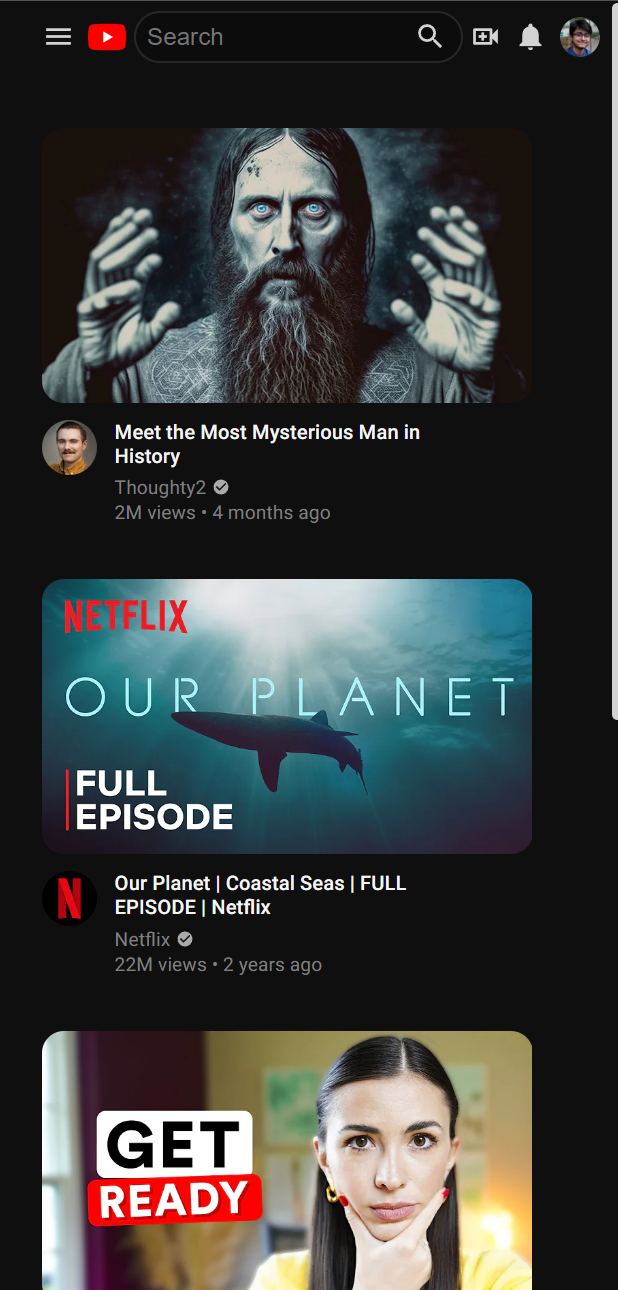 Search
Meet the Most Mysterious Man in
History
Thoughty2
2M views • 4 months ago
NETFLIX
OUR PLANET
FULL
EPISODE
N
Our Planet | Coastal Seas | FULL
EPISODE | Netflix
Netflix
22M views • 2 years ago
GET
READY